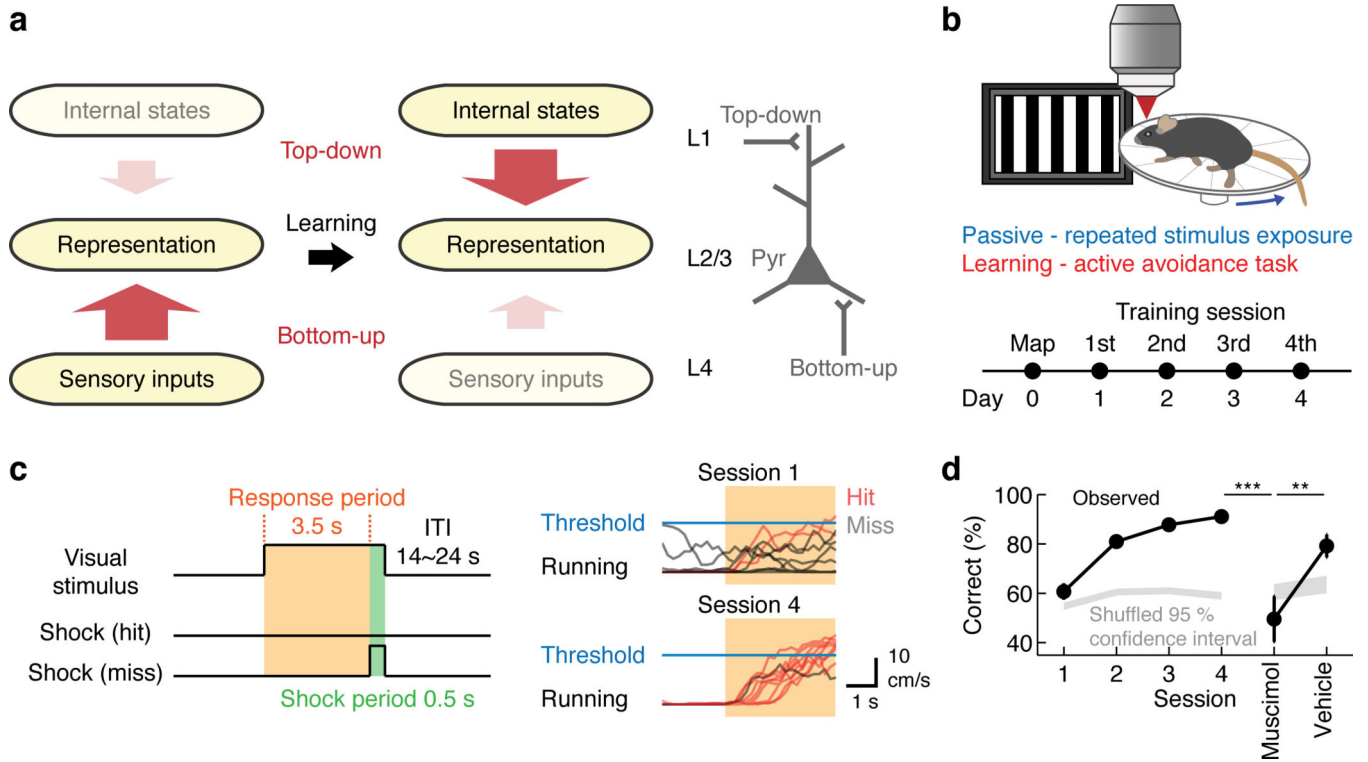 a
Internal states
Representation
Sensory inputs
Top-down
Learning
Bottom-up
Internal states
Representation
Sensory inputs
L1
L2/3
L4
Top-down
Pyr
Bottom-up
b
Passive - repeated stimulus exposure
Learning - active avoidance task
Training session
Map 1st 2nd 3rd 4th
Day 0 1 2 3 4
c
Response period
3.5 s
ITI
14~24 s
Visual
stimulus
Shock (hit)
Shock (miss)
Shock period 0.5 s
Session 1
Hit
Miss
Threshold
Running
Session 4
Threshold
Running
10
cm/s
1 s
d
Correct (%)
100
80
60
40
Observed
*** **
Shuffled 95 %
confidence interval
1 2 3 4
Session
Muscimol
Vehicle